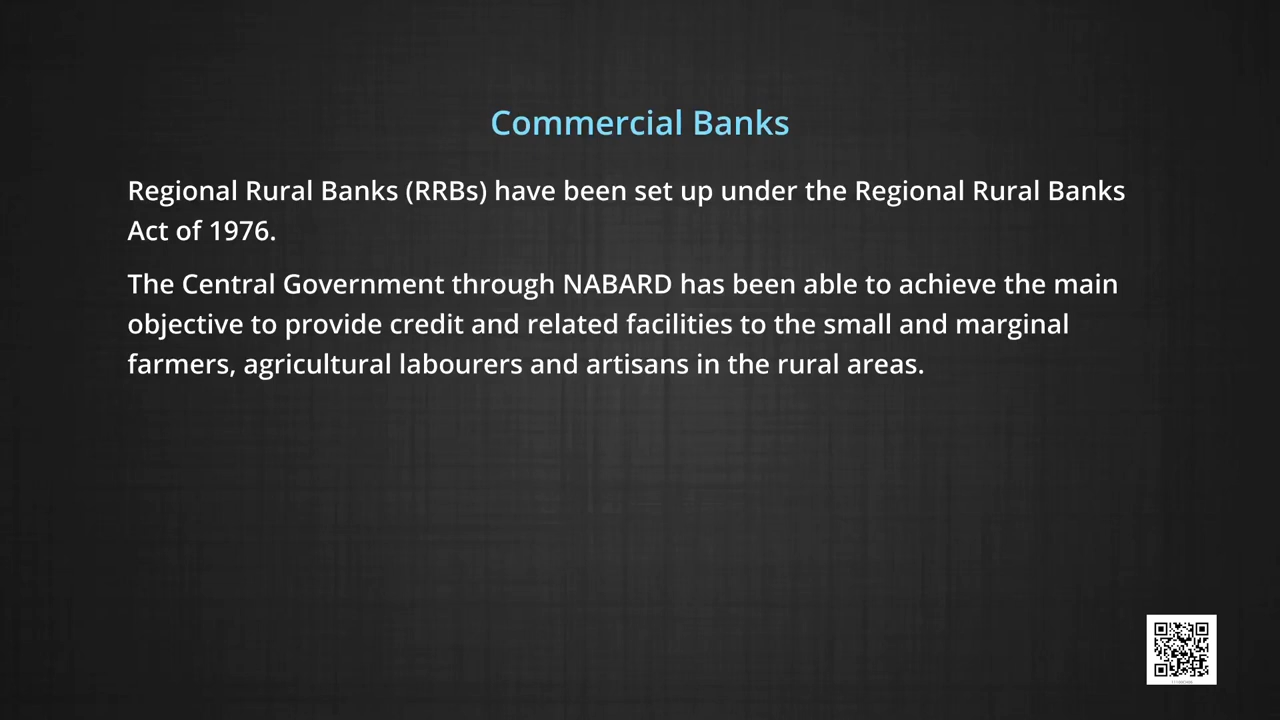 Commercial Banks
Regional Rural Banks (RRBs) have been set up under the Regional Rural Banks
Act of 1976.
The Central Government through NABARD has been able to achieve the main
objective to provide credit and related facilities to the small and marginal
farmers, agricultural labourers and artisans in the rural areas.